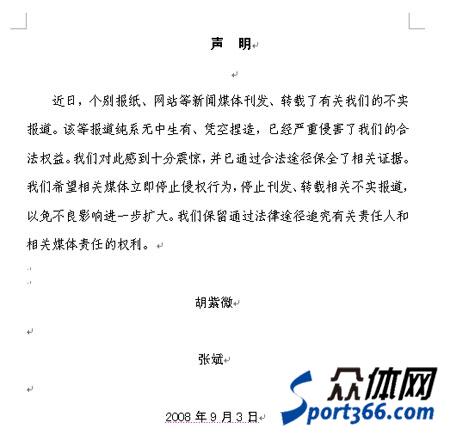 声 明
近日，个别报纸、网站等新闻媒体刊发、转载了有关我们的不实
报道。该等报道纯系无中生有、凭空捏造，已经严重侵害了我们的合
法权益。我们对此感到十分震惊，并已通过合法途径保全了相关证据。
我们希望相关媒体立即停止侵权行为，停止刊发、转载相关不实报道，
以免不良影响进一步扩大。我们保留通过法律途径追究有关责任人和
相关媒体责任的权利。
胡紫微
张斌
2008年9月3日
众体网
Sport366.com